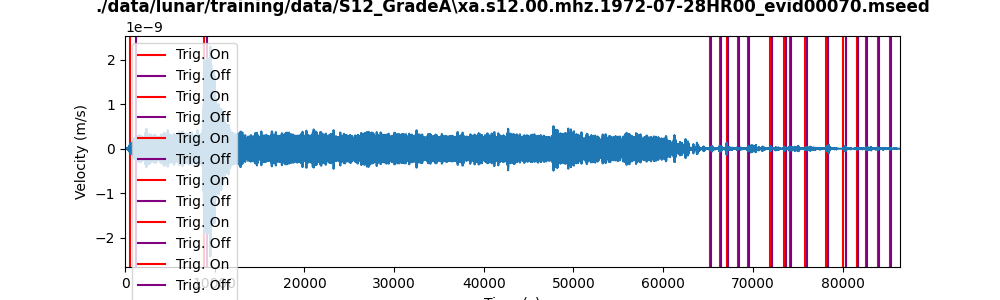 ./data/lunar/training/data/S12_GradeA\xa.s12.00.mhz.1972-07-28HR00_evid00070.mseed
1e−9
Velocity (m/s)
2
1
0
−1
−2
Trig. On
Trig. Off
Trig. On
Trig. Off
Trig. On
Trig. Off
Trig. On
Trig. Off
Trig. On
Trig. Off
Trig. On
Trig. Off
0 10000 20000 30000 40000 50000 60000 70000 80000